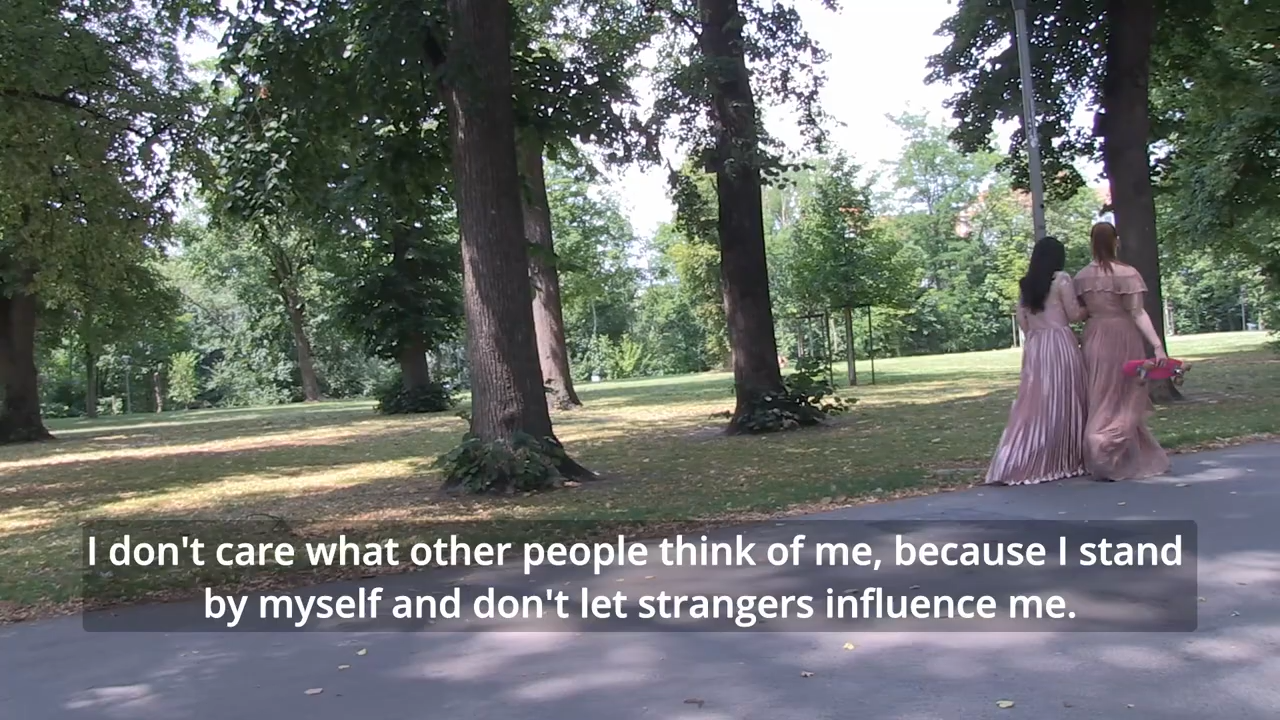 I don't care what other people think of me, because I stand
by myself and don't let strangers influence me.